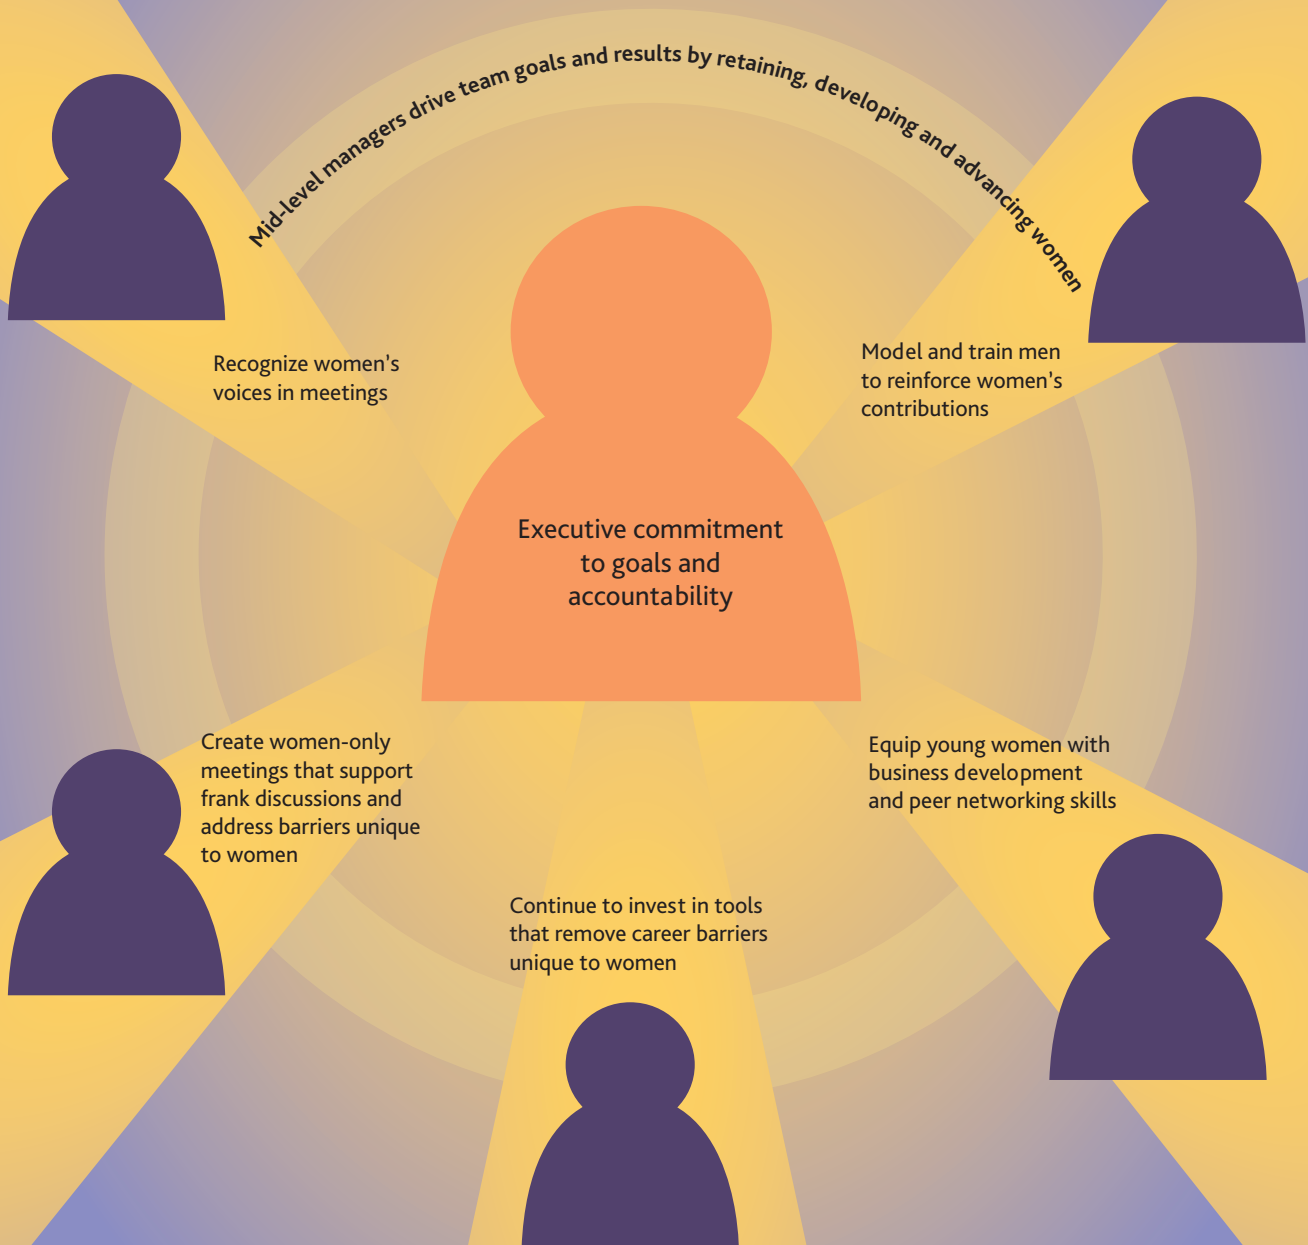 Mid-level managers drive team goals and results by retaining, developing and advancing women
Recognize women's
voices in meetings
Model and train men
to reinforce women's
contributions
Executive commitment
to goals and
accountability
Create women-only
meetings that support
frank discussions and
address barriers unique
to women
Equip young women with
business development
and peer networking skills
Continue to invest in tools
that remove career barriers
unique to women